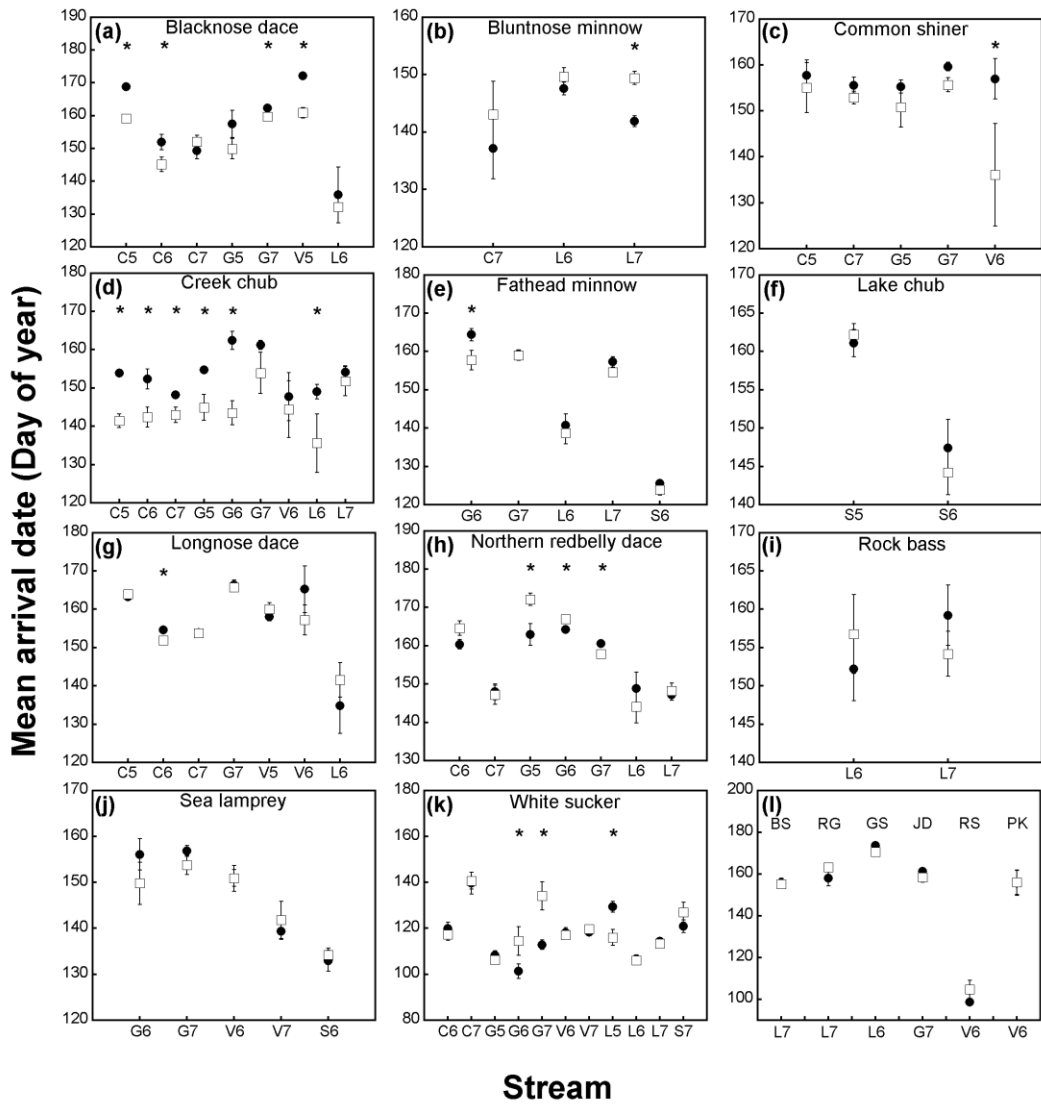 Mean arrival date (Day of year)
(a) Blacknose dace
190
180
170
160
150
140
130
120
* * * *
C5 C6 C7 G5 G7 V5 L6
(b) Bluntnose minnow
160
150
140
130
120
*
C7 L6 L7
(c) Common shiner
160
150
140
130
120
*
C5 C7 G5 G7 V6
(d) Creek chub
180
170
160
150
140
130
120
* * * * * *
C5 C6 C7 G5 G6 G7 V6 L6 L7
(e) Fathead minnow
180
170
160
150
140
130
120
*
G6 G7 L6 L7 S6
(f) Lake chub
170
165
160
155
150
145
140
S5 S6
(g) Longnose dace
170
160
150
140
130
120
*
C5 C6 C7 G7 V5 V6 L6
(h) Northern redbelly dace
190
180
170
160
150
140
130
* * *
C6 C7 G5 G6 G7 L6 L7
(i) Rock bass
170
165
160
155
150
145
140
L6 L7
(j) Sea lamprey
170
160
150
140
130
120
G6 G7 V6 V7 S6
(k) White sucker
180
160
140
120
100
80
* * *
C6 C7 G5 G6 G7 V6 V7 L5 L6 L7 S7
(l)
200
180
160
140
120
100
BS RG GS JD RS PK
L7 L7 L6 G7 V6 V6
Stream